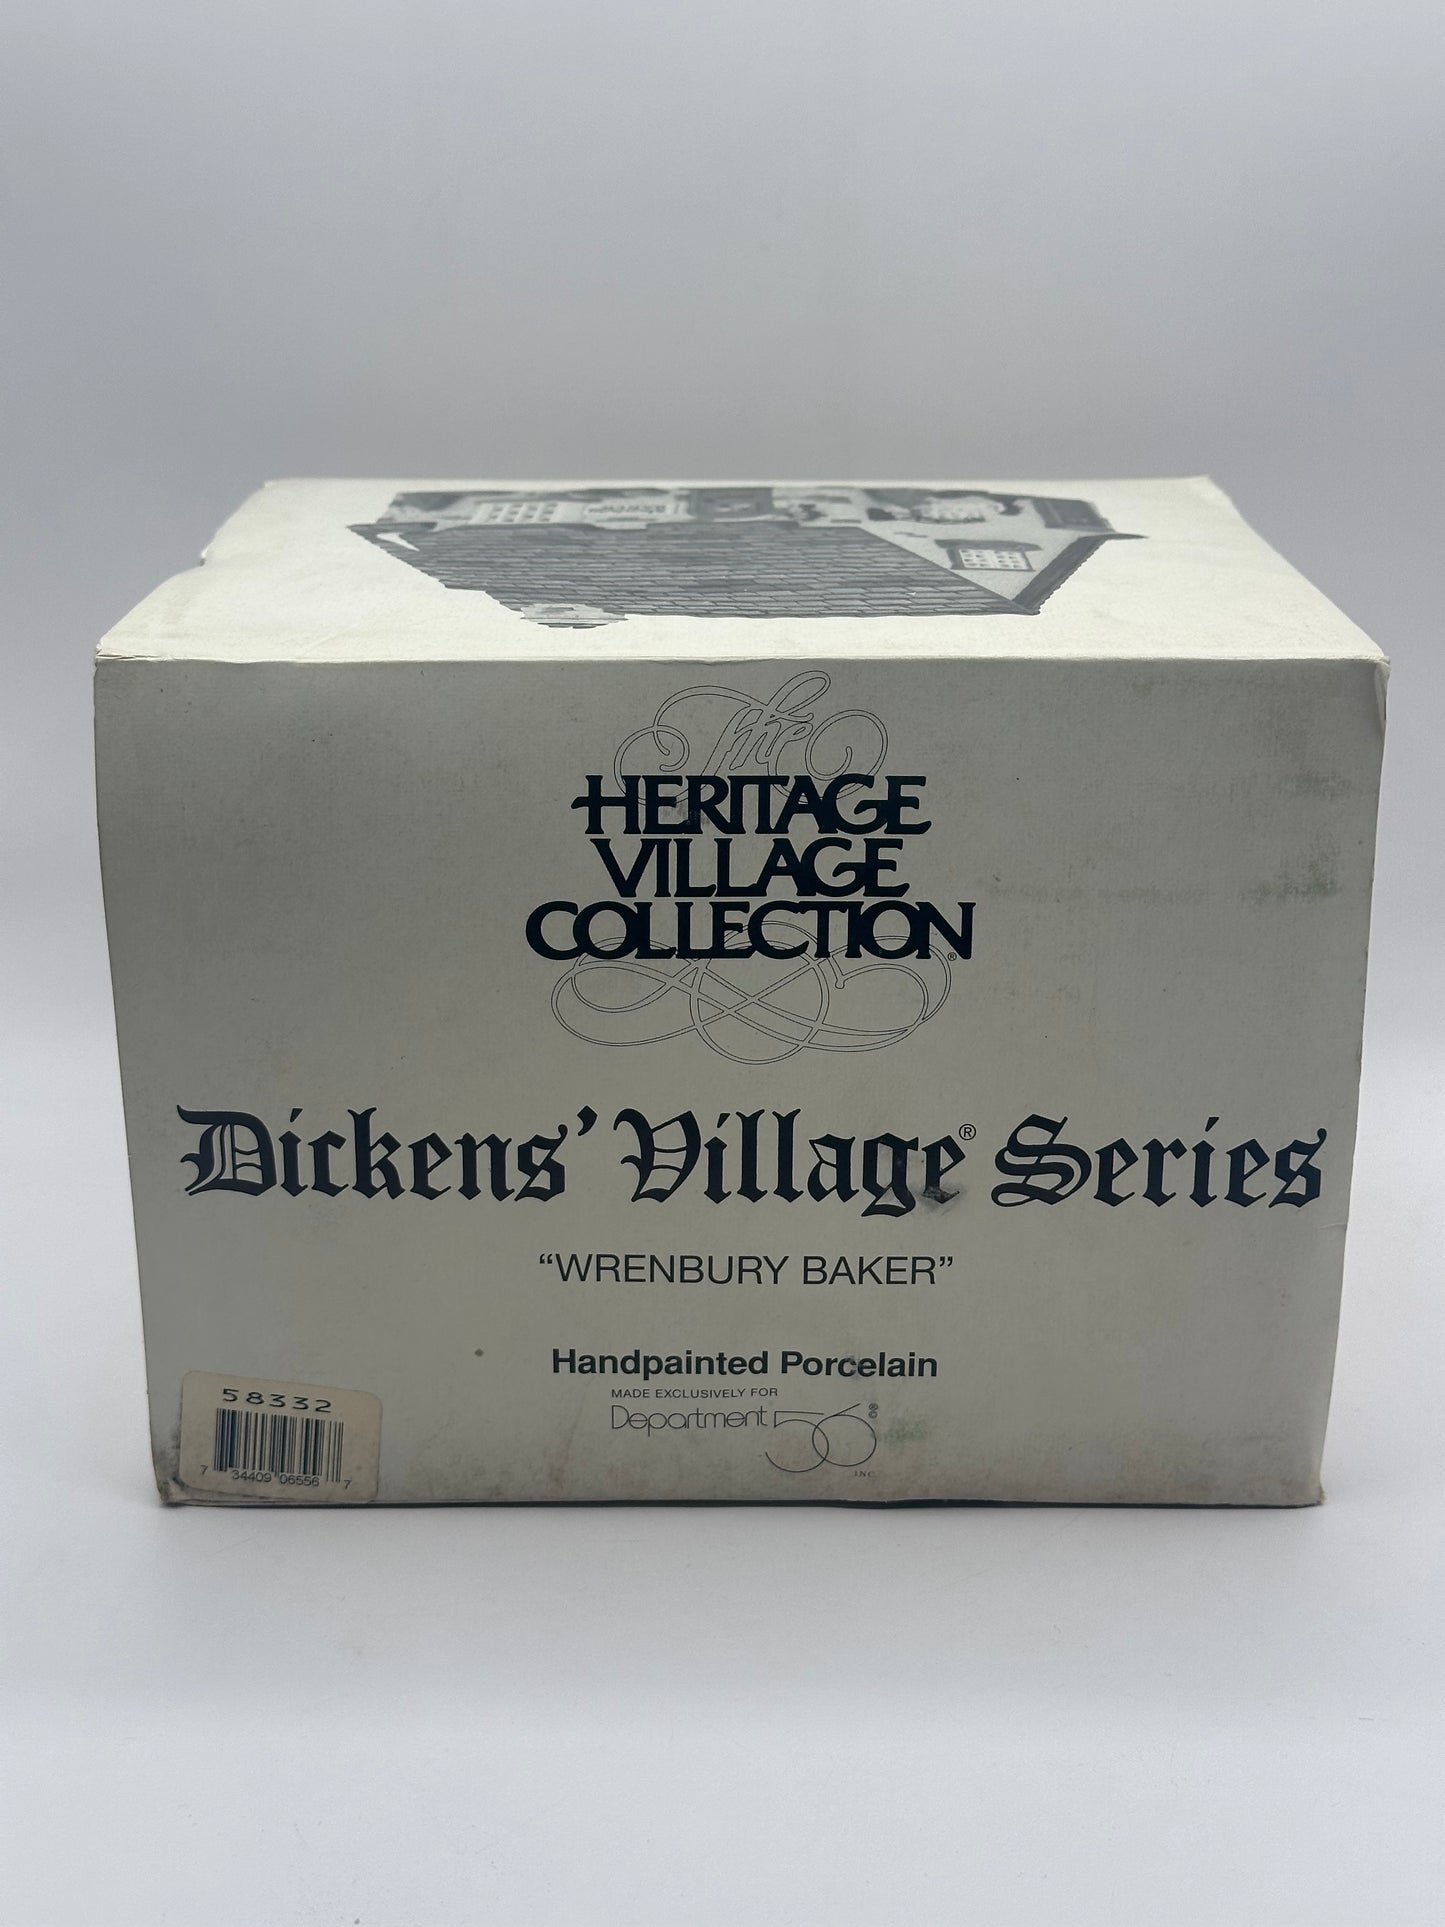 The
HERITAGE
VILLAGE
COLLECTION®
Dickens' Village® Series
“WRENBURY BAKER”
Handpainted Porcelain
MADE EXCLUSIVELY FOR
Department 56 ®©
INC.
58332
7 34409 06556 7